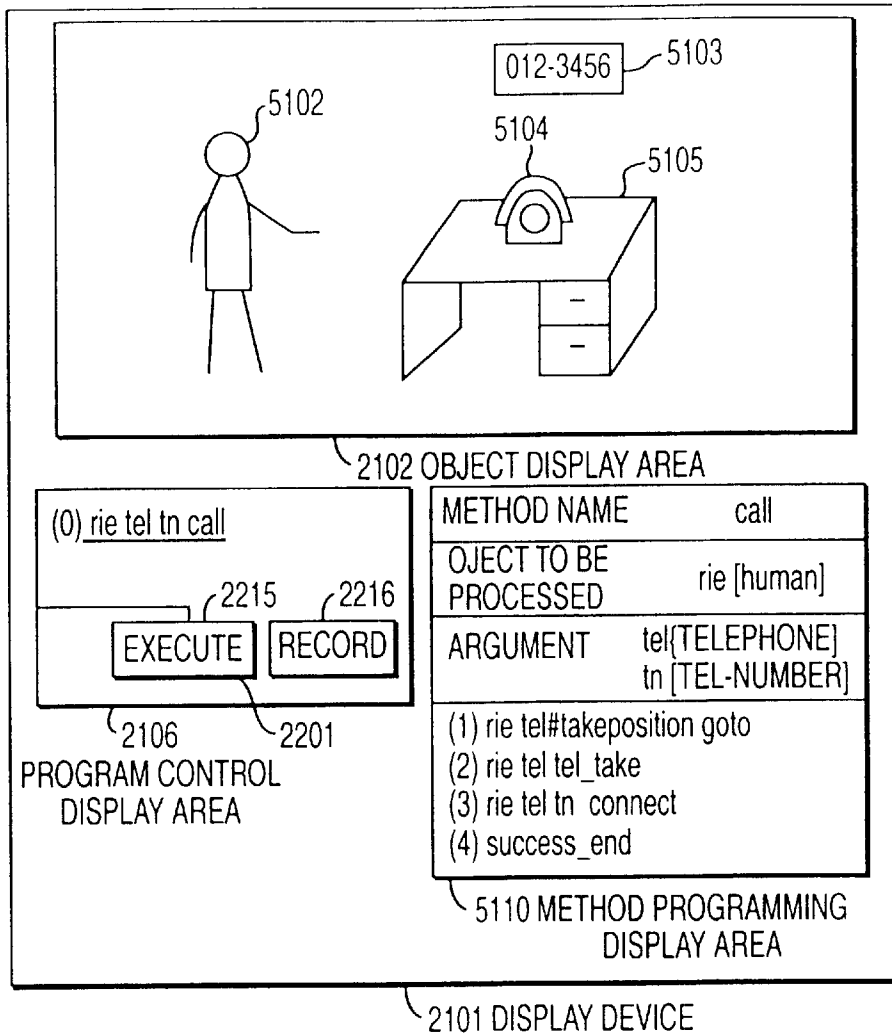 012-3456
5103
5102
5104
5105
2102 OBJECT DISPLAY AREA
(0) rie tel tn call
2215
2216
EXECUTE
RECORD
2106
2201
PROGRAM CONTROL
DISPLAY AREA
METHOD NAME call
OJECT TO BE
PROCESSED
rie [human]
ARGUMENT tel{TELEPHONE]
tn [TEL-NUMBER]
(1) rie tel#takeposition goto
(2) rie tel tel_take
(3) rie tel tn connect
(4) success_end
5110 METHOD PROGRAMMING
DISPLAY AREA
2101 DISPLAY DEVICE